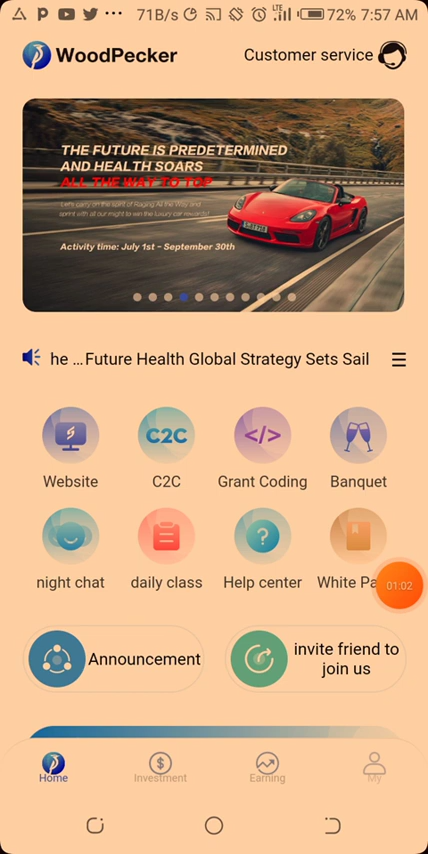 71B/s LTE 72% 7:57 AM
WoodPecker Customer service
THE FUTURE IS PREDETERMINED
AND HEALTH SOARS
ALL THE WAY TO TOP
Let's carry on the spirit of Raging All the Way and
sprint with all our might to win the Luxury car rewards!
Activity time: July 1st - September 30th
he ...Future Health Global Strategy Sets Sail
Website C2C Grant Coding Banquet
night chat daily class Help center White Pa
01:02
Announcement
invite friend to
join us
Home Investment Earning My